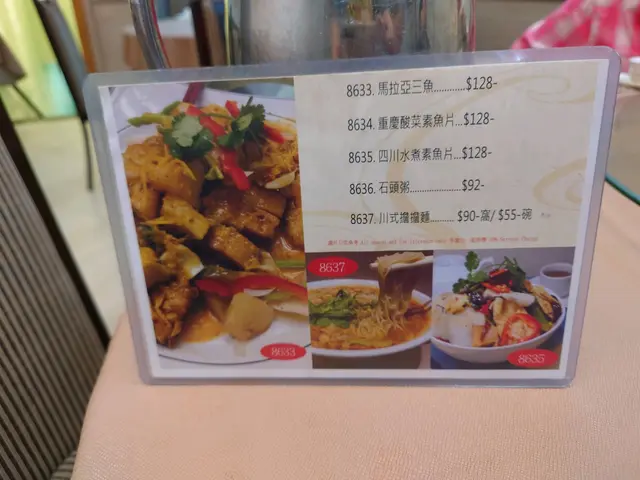 8633. 馬拉亞三魚............$128-
8634. 重慶酸菜素魚片...$128-
8635. 四川水煮素魚片...$128-
8636. 石頭粥.....................$92-
8637. 川式擔擔麵......... $90-窩/ $55-碗
8637
8633
8635